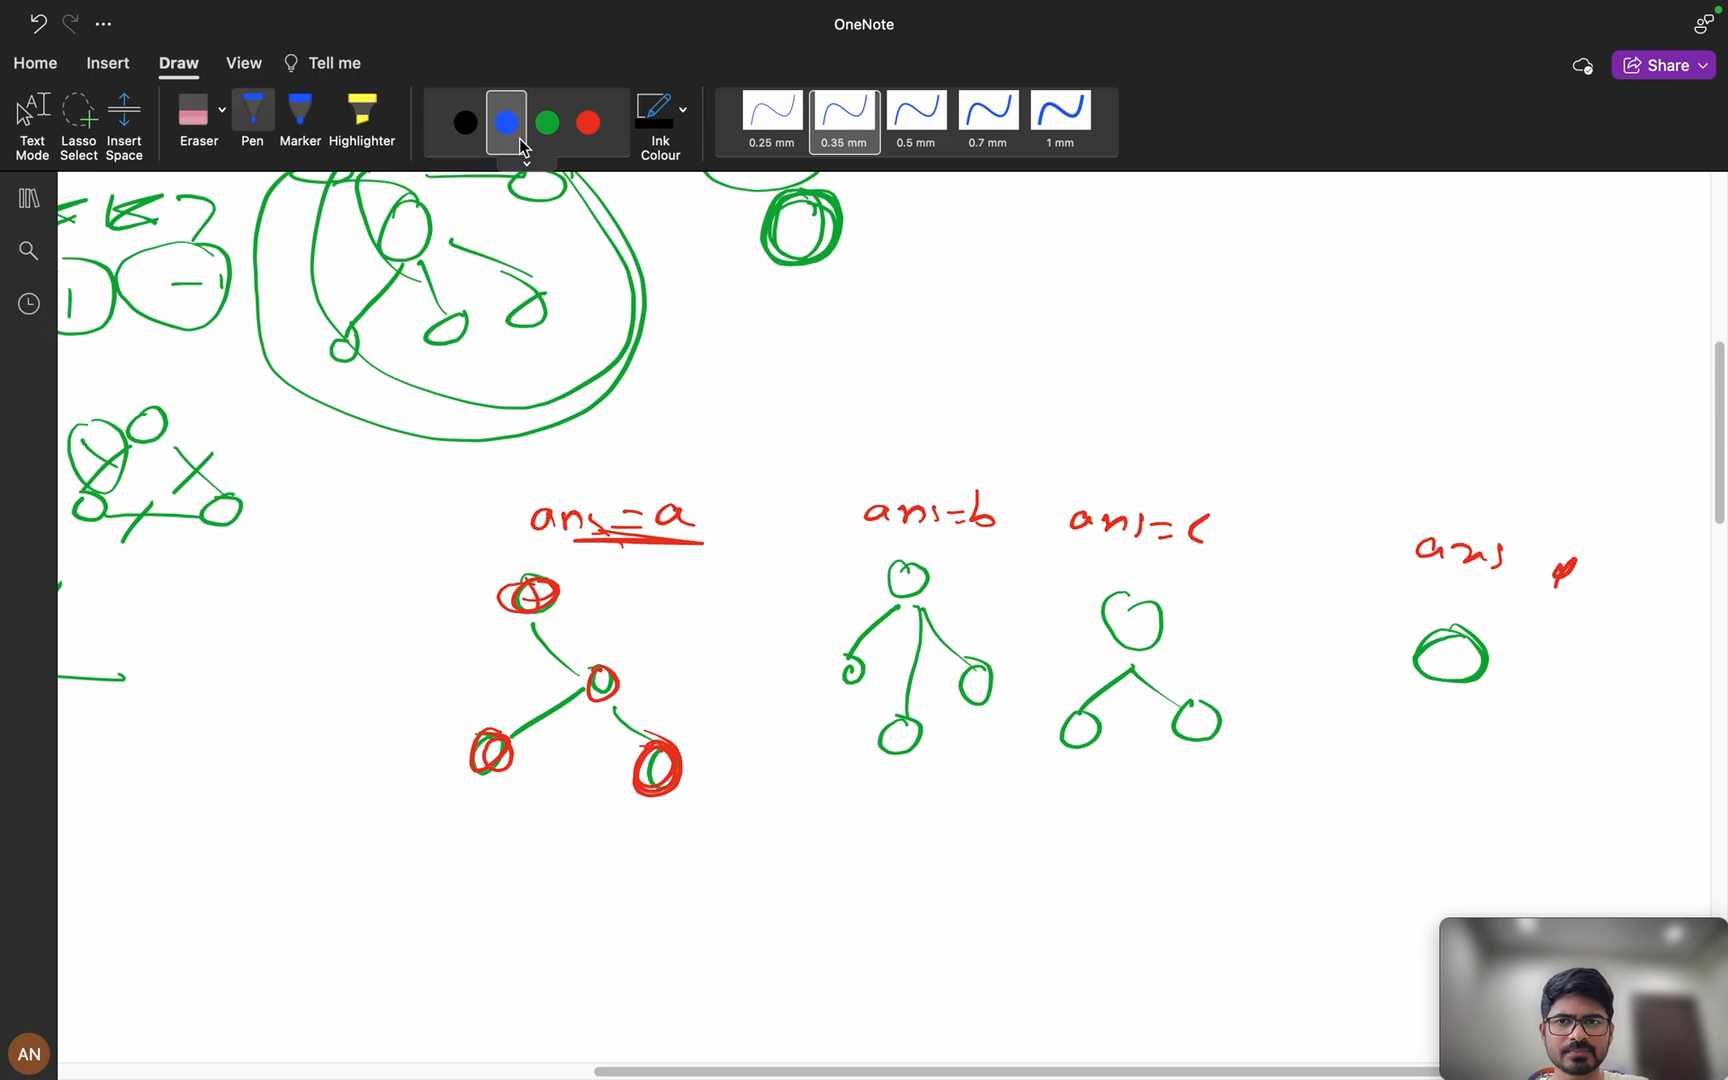 OneNote
Home Insert Draw View Tell me
Share
Text Mode
Lasso Select
Insert Space
Eraser
Pen
Marker
Highlighter
Ink Colour
0.25 mm
0.35 mm
0.5 mm
0.7 mm
1 mm
ans = a
ans = b
ans = c
ans
AN